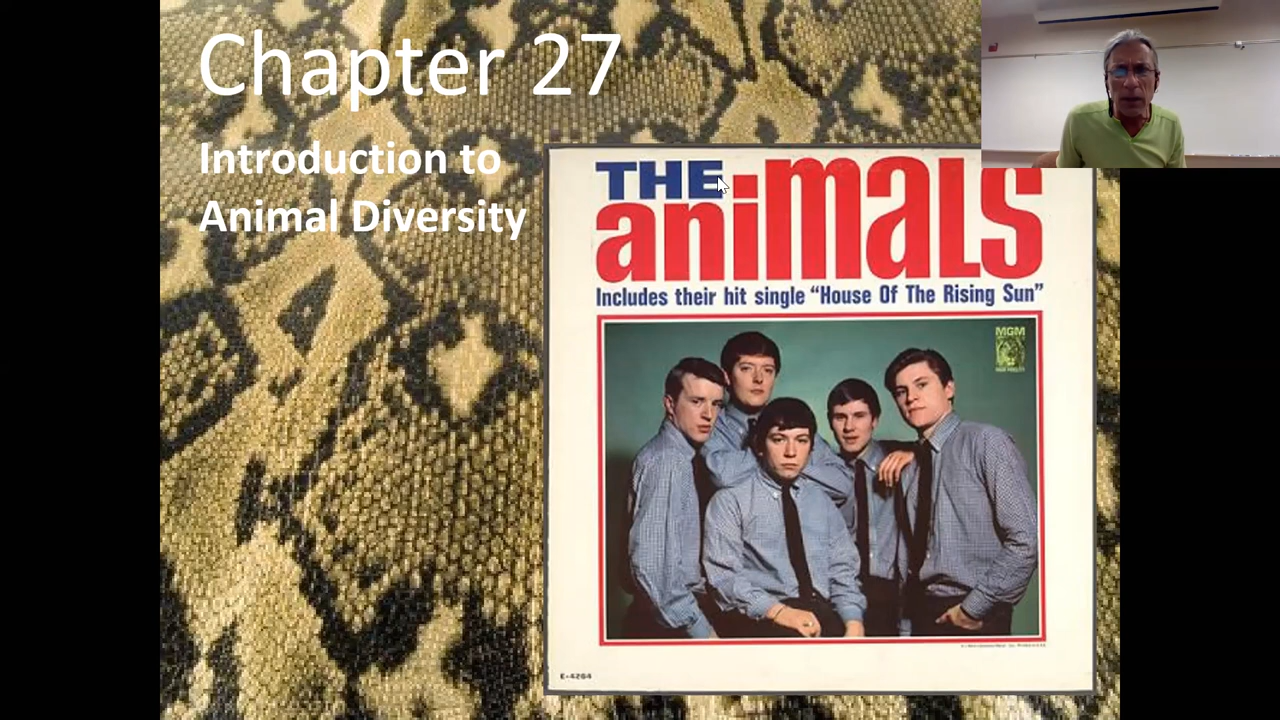 Chapter 27
Introduction to
Animal Diversity
THE
aniMALS
Includes their hit single “House Of The Rising Sun”
MGM
E-4264